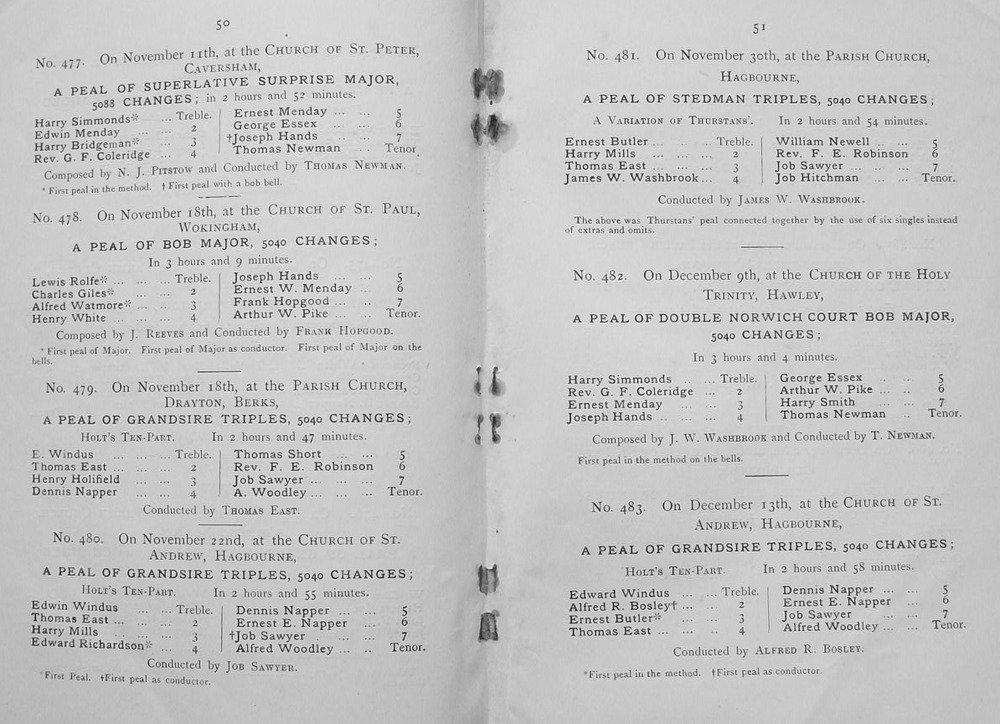 50
No. 477. On November 11th, at the CHURCH OF ST. PETER,
CAVERSHAM,
A PEAL OF SUPERLATIVE SURPRISE MAJOR,
5088 CHANGES; in 2 hours and 52 minutes.
Harry Simmonds* ... Treble. Ernest Menday ... ... 5
Edwin Menday ... ... 2 George Essex ... ... 6
Harry Bridgeman* ... 3 †Joseph Hands ... ... 7
Rev. G. F. Coleridge ... 4 Thomas Newman .. Tenor.
Composed by N. J. PITSTOW and Conducted by THOMAS NEWMAN.
* First peal in the method. † First peal with a bob bell.
No. 478. On November 18th, at the CHURCH OF ST. PAUL,
WOKINGHAM,
A PEAL OF BOB MAJOR, 5040 CHANGES;
In 3 hours and 9 minutes.
Lewis Rolfe* ... ... ... Treble. Joseph Hands ... ... 5
Charles Giles* ... ... 2 Ernest W. Menday .. 6
Alfred Watmore* ... ... 3 Frank Hopgood ... ... 7
Henry White ... ... ... 4 Arthur W. Pike ... ... Tenor.
Composed by J. REEVES and Conducted by FRANK HOPGOOD.
* First peal of Major. First peal of Major as conductor. First peal of Major on the
bells.
No. 479. On November 18th, at the PARISH CHURCH,
DRAYTON, BERKS,
A PEAL OF GRANDSIRE TRIPLES, 5040 CHANGES;
HOLT'S TEN-PART. In 2 hours and 47 minutes.
E. Windus ... ... ... Treble. Thomas Short ... ... 5
Thomas East ... ... ... 2 Rev. F. E. Robinson 6
Henry Holifield ... ... 3 Job Sawyer ... ... ... 7
Dennis Napper ... ... 4 A. Woodley ... ... ... Tenor.
Conducted by THOMAS EAST.
No. 480. On November 22nd, at the CHURCH OF ST.
ANDREW, HAGBOURNE,
A PEAL OF GRANDSIRE TRIPLES, 5040 CHANGES;
HOLT'S TEN-PART. In 2 hours and 55 minutes.
Edwin Windus ... ... Treble. Dennis Napper ... ... 5
Thomas East ... ... ... 2 Ernest E. Napper ... 6
Harry Mills ... ... ... 3 †Job Sawyer ... ... 7
Edward Richardson* ... 4 Alfred Woodley ... .. Tenor.
Conducted by JOB SAWYER.
*First Peal. †First peal as conductor.
51
No. 481. On November 30th, at the PARISH CHURCH,
HAGBOURNE,
A PEAL OF STEDMAN TRIPLES, 5040 CHANGES;
A VARIATION OF THURSTANS'. In 2 hours and 54 minutes.
Ernest Butler ... ... Treble. William Newell ... ... 5
Harry Mills ... ... ... 2 Rev. F. E. Robinson 6
Thomas East ... ... ... 3 Job Sawyer ... ... ... 7
James W. Washbrook ... 4 Job Hitchman ... ... Tenor.
Conducted by JAMES W. WASHBROOK.
The above was Thurstans' peal connected together by the use of six singles instead
of extras and omits.
No. 482. On December 9th, at the CHURCH OF THE HOLY
TRINITY, HAWLEY,
A PEAL OF DOUBLE NORWICH COURT BOB MAJOR,
5040 CHANGES;
In 3 hours and 4 minutes.
Harry Simmonds .. ... Treble. George Essex .. .. 5
Rev. G. F. Coleridge ... 2 Arthur W. Pike ... .. 6
Ernest Menday ... ... 3 Harry Smith ... ... 7
Joseph Hands ... ... ... 4 Thomas Newman .. Tenor.
Composed by J. W. WASHBROOK and Conducted by T. NEWMAN.
First peal in the method on the bells.
No. 483. On December 13th, at the CHURCH OF ST.
ANDREW, HAGBOURNE,
A PEAL OF GRANDSIRE TRIPLES, 5040 CHANGES;
HOLT'S TEN-PART. In 2 hours and 58 minutes.
Edward Windus ... ... Treble. Dennis Napper ... ... 5
Alfred R. Bosley† ... ... 2 Ernest E. Napper ... 6
Ernest Butler* ... ... 3 Job Sawyer ... ... 7
Thomas East ... ... .. 4 Alfred Woodley ... ... Tenor.
Conducted by ALFRED R. BOSLEY.
*First peal in the method. †First peal as conductor.